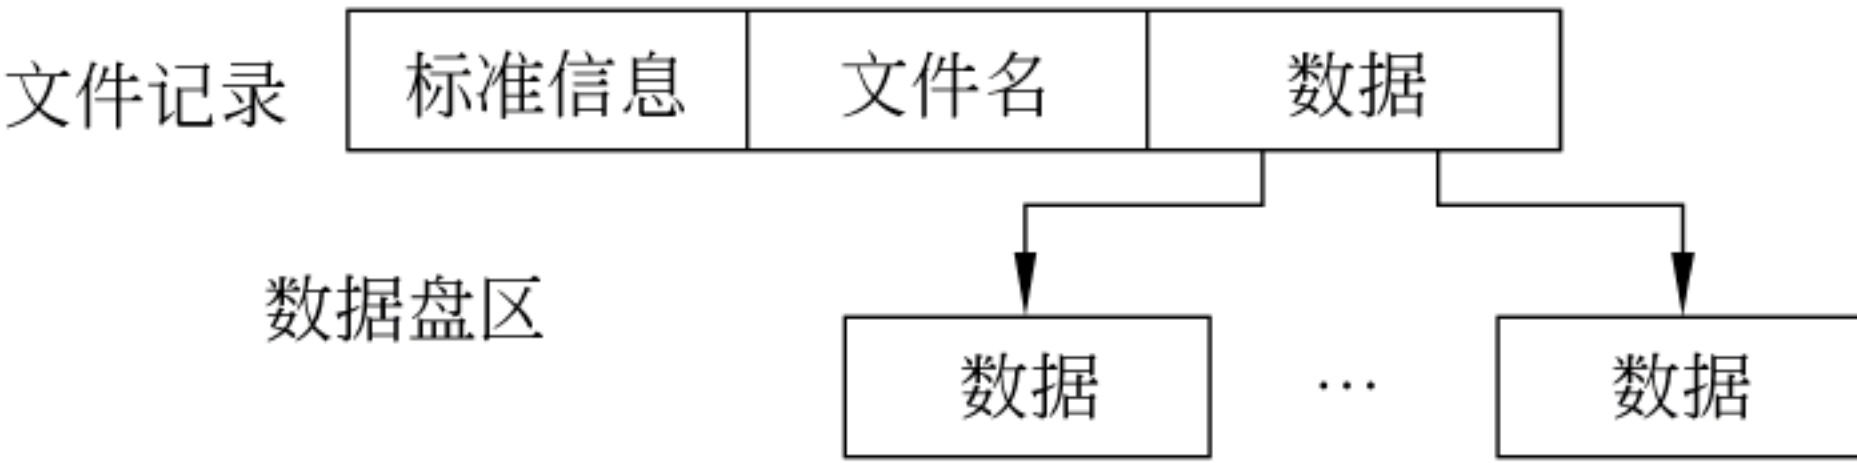 文件记录 标准信息 文件名 数据
数据盘区
数据 … 数据